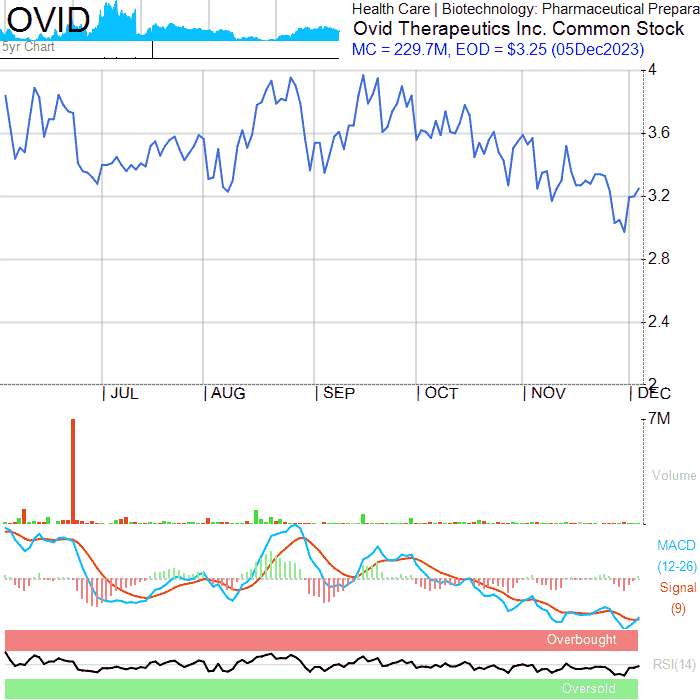 OVID
5yr Chart
Health Care | Biotechnology: Pharmaceutical Prepara
Ovid Therapeutics Inc. Common Stock
MC = 229.7M, EOD = $3.25 (05Dec2023)
4
3.6
3.2
2.8
2.4
2
| JUL | AUG | SEP | OCT | NOV | DEC
7M
Volume
MACD
(12-26)
Signal
(9)
Overbought
RSI(14)
Oversold